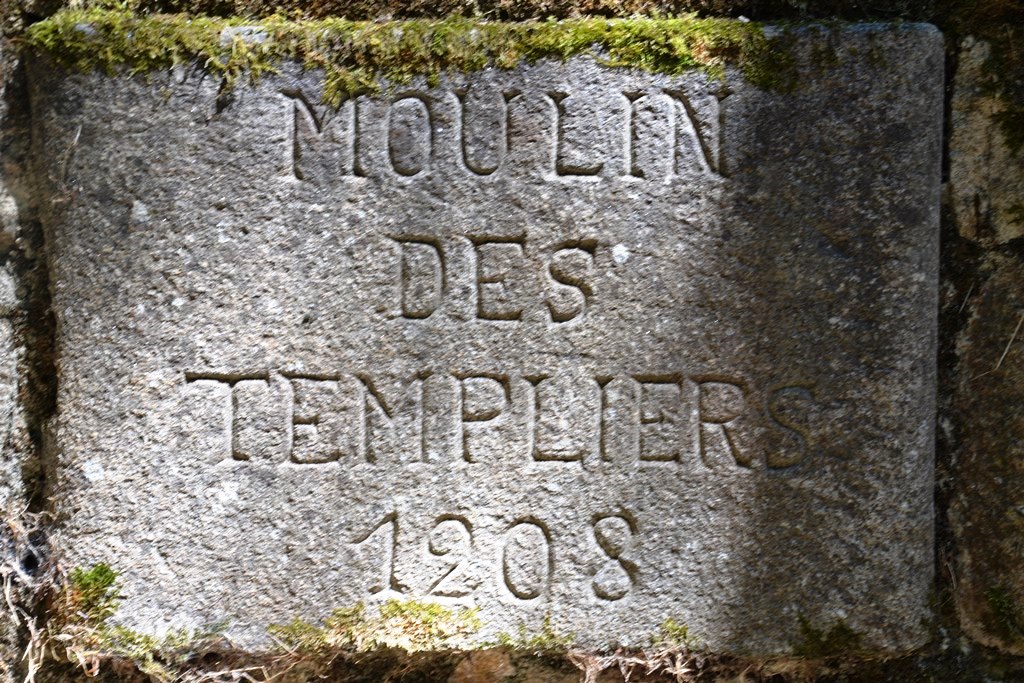 MOULIN
DES
TEMPLIERS
1208